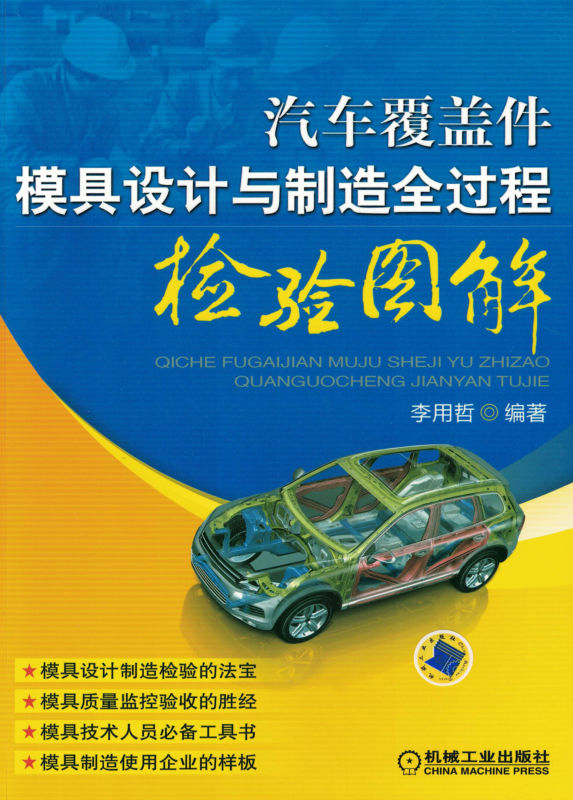 汽车覆盖件
模具设计与制造全过程
检验图解
QICHE FUGAIJIAN MUJU SHEJI YU ZHIZAO
QUANGUOCHENG JIANYAN TUJIE
李用哲◎编著
★模具设计制造检验的法宝
★模具质量监控验收的胜经
★模具技术人员必备工具书
★模具制造使用企业的样板
机械工业出版社
CHINA MACHINE PRESS